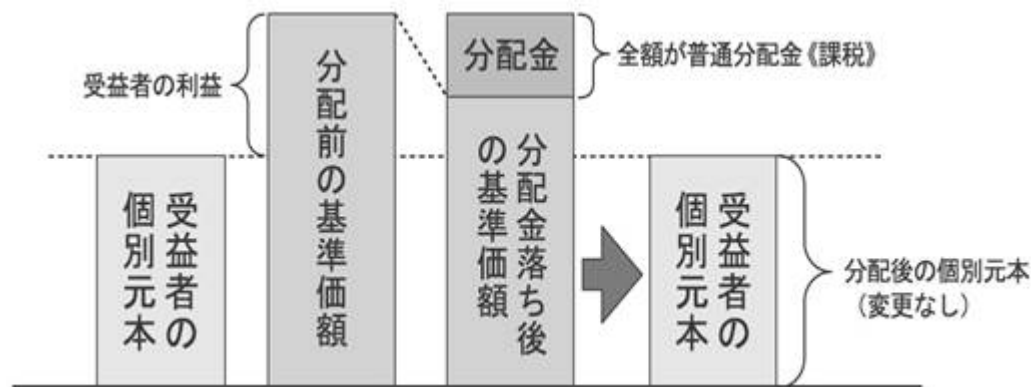 受益者の利益
受益者の
個別元本
分配前の基準価額
分配金
全額が普通分配金《課税》
分配金落ち後
の基準価額
受益者の
個別元本
分配後の個別元本
（変更なし）